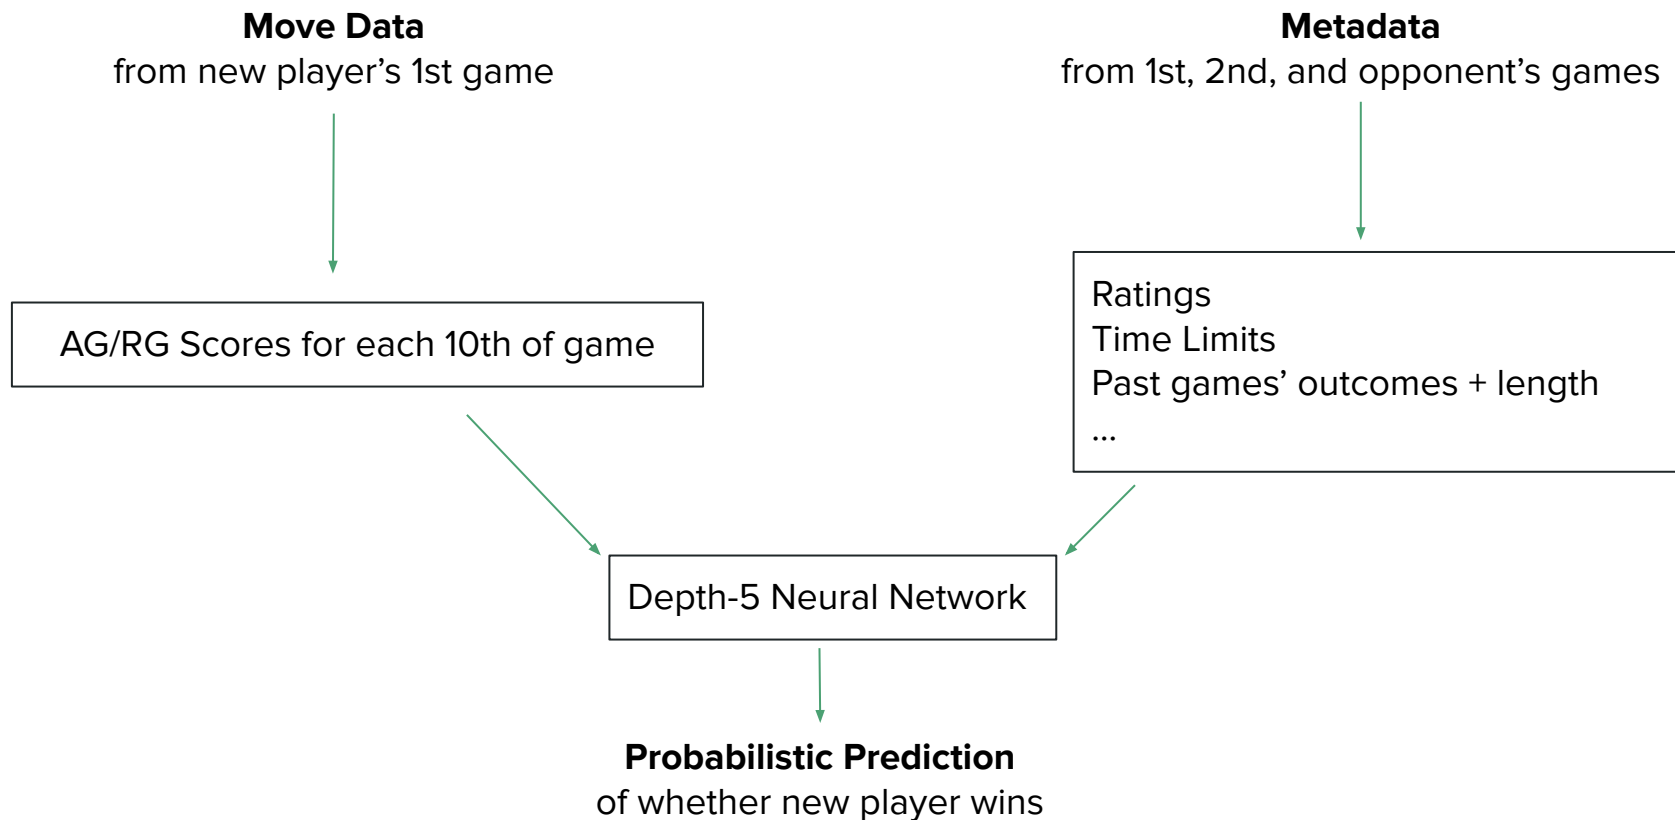 Move Data
from new player’s 1st game
Metadata
from 1st, 2nd, and opponent’s games
AG/RG Scores for each 10th of game
Ratings
Time Limits
Past games’ outcomes + length
...
Depth-5 Neural Network
Probabilistic Prediction
of whether new player wins